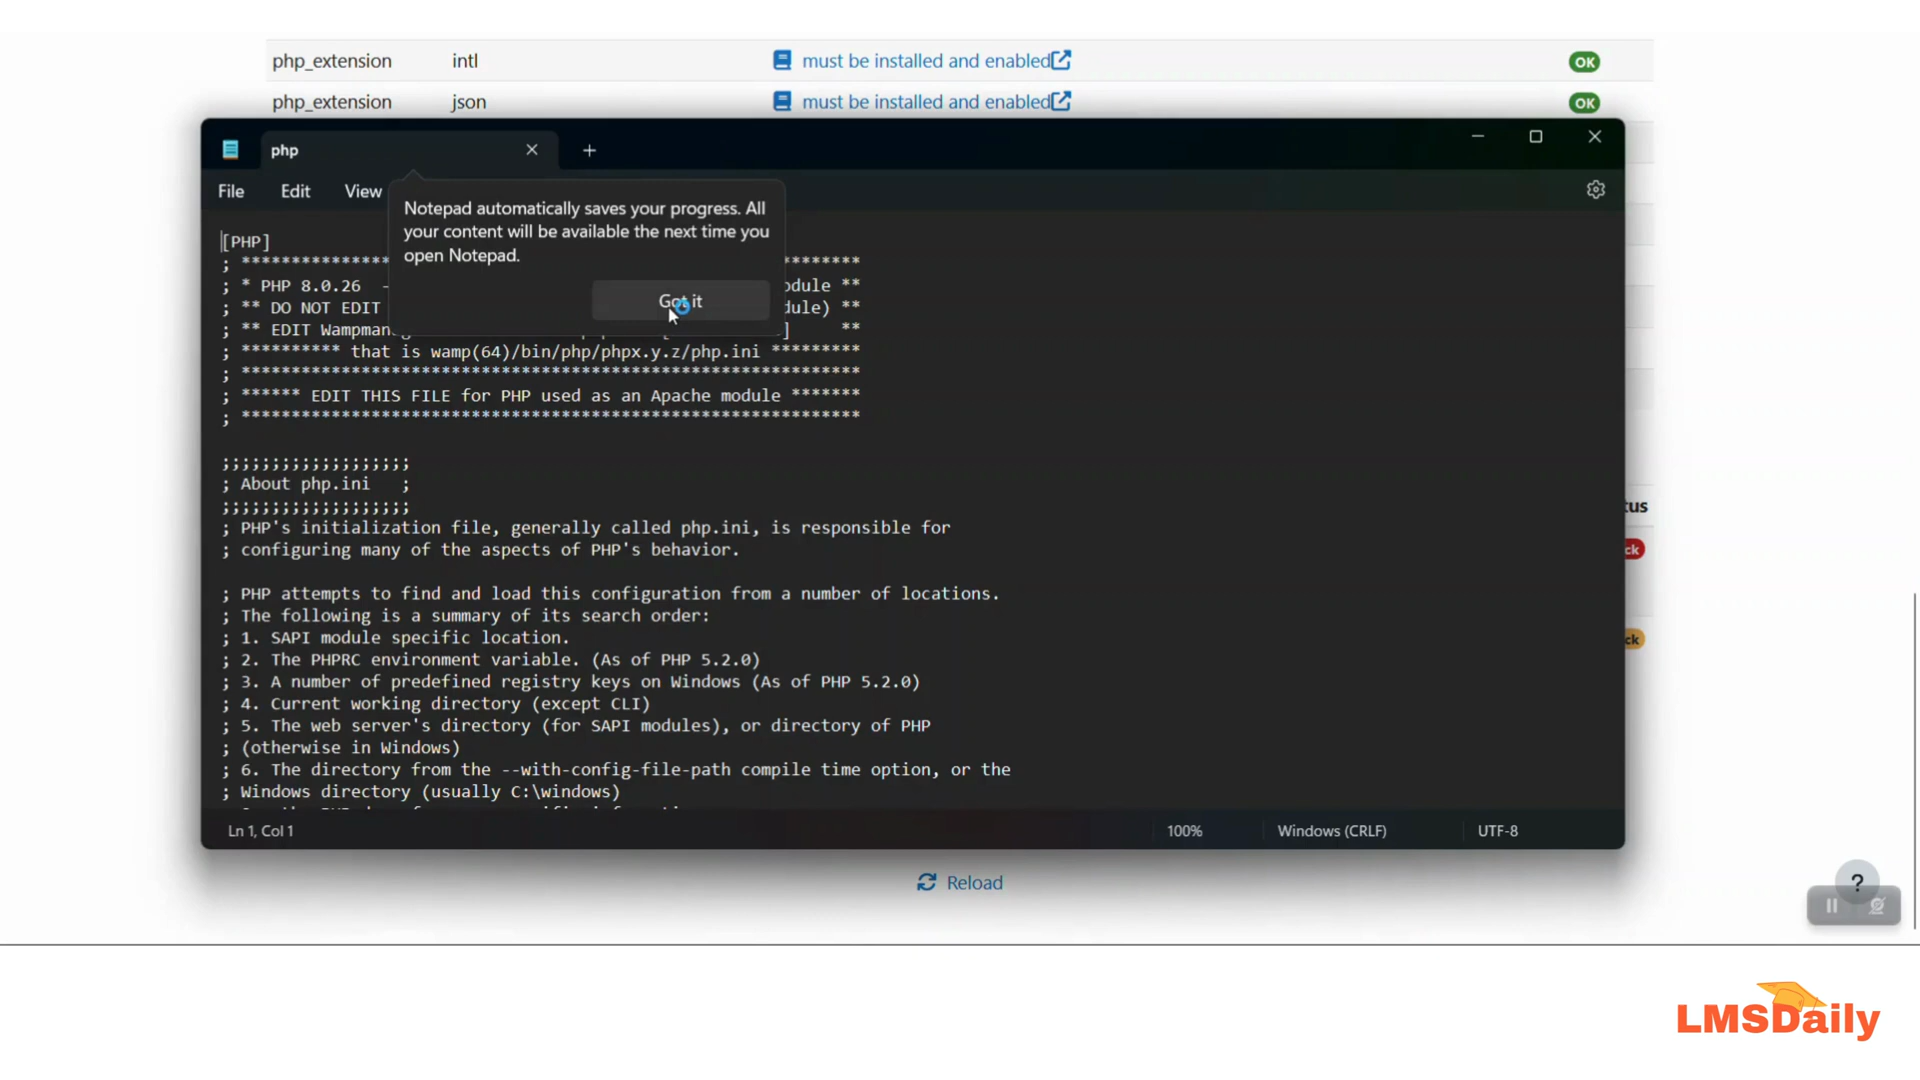 php_extension intl must be installed and enabled OK
php_extension json must be installed and enabled OK
php
File Edit View
Notepad automatically saves your progress. All
your content will be available the next time you
open Notepad.
Got it
[PHP]
; ***************
*********
; * PHP 8.0.26 -
dule **
; ** DO NOT EDIT
dule) **
; ** EDIT Wampman
] **
; ********** that is wamp(64)/bin/php/phpx.y.z/php.ini *********
; **************************************************************
; ****** EDIT THIS FILE for PHP used as an Apache module *******
; **************************************************************
;;;;;;;;;;;;;;;;;;;
; About php.ini   ;
;;;;;;;;;;;;;;;;;;;
; PHP's initialization file, generally called php.ini, is responsible for
; configuring many of the aspects of PHP's behavior.
; PHP attempts to find and load this configuration from a number of locations.
; The following is a summary of its search order:
; 1. SAPI module specific location.
; 2. The PHPRC environment variable. (As of PHP 5.2.0)
; 3. A number of predefined registry keys on Windows (As of PHP 5.2.0)
; 4. Current working directory (except CLI)
; 5. The web server's directory (for SAPI modules), or directory of PHP
; (otherwise in Windows)
; 6. The directory from the --with-config-file-path compile time option, or the
; Windows directory (usually C:\windows)
Ln 1, Col 1 100% Windows (CRLF) UTF-8
tus
ck
ck
Reload
?
LMSDaily